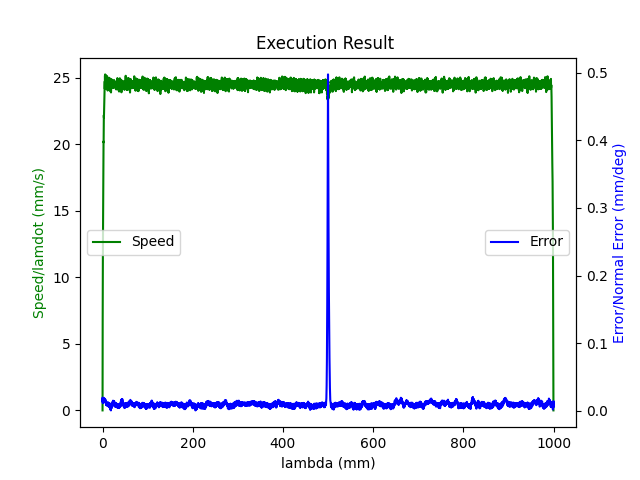 Execution Result
Speed/lamdot (mm/s)
25
20
15
10
5
0
Speed
Error
0.5
0.4
0.3
0.2
0.1
0.0
Error/Normal Error (mm/deg)
0 200 400 600 800 1000
lambda (mm)